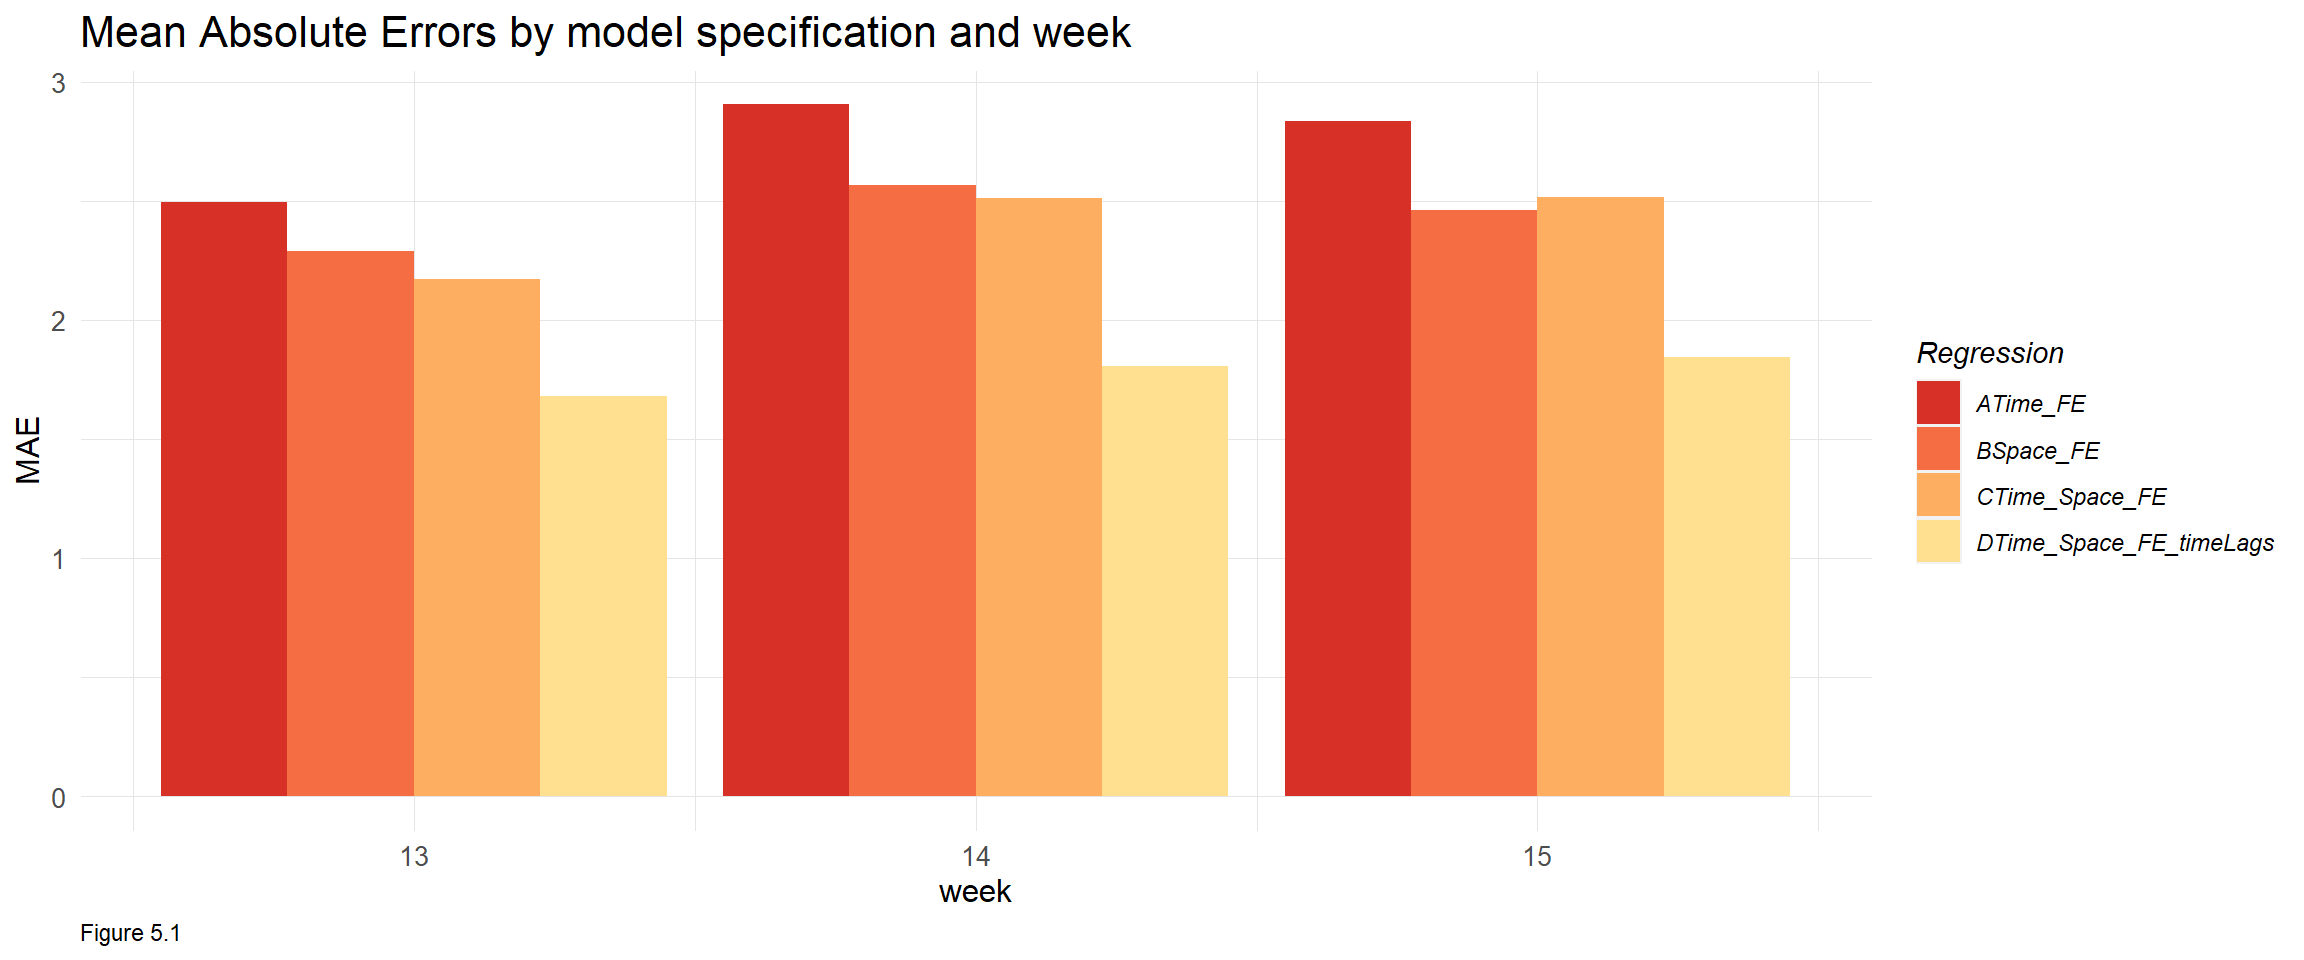 Mean Absolute Errors by model specification and week
3
2
1
0
MAE
13
14
15
week
Regression
ATime_FE
BSpace_FE
CTime_Space_FE
DTime_Space_FE_timeLags
Figure 5.1